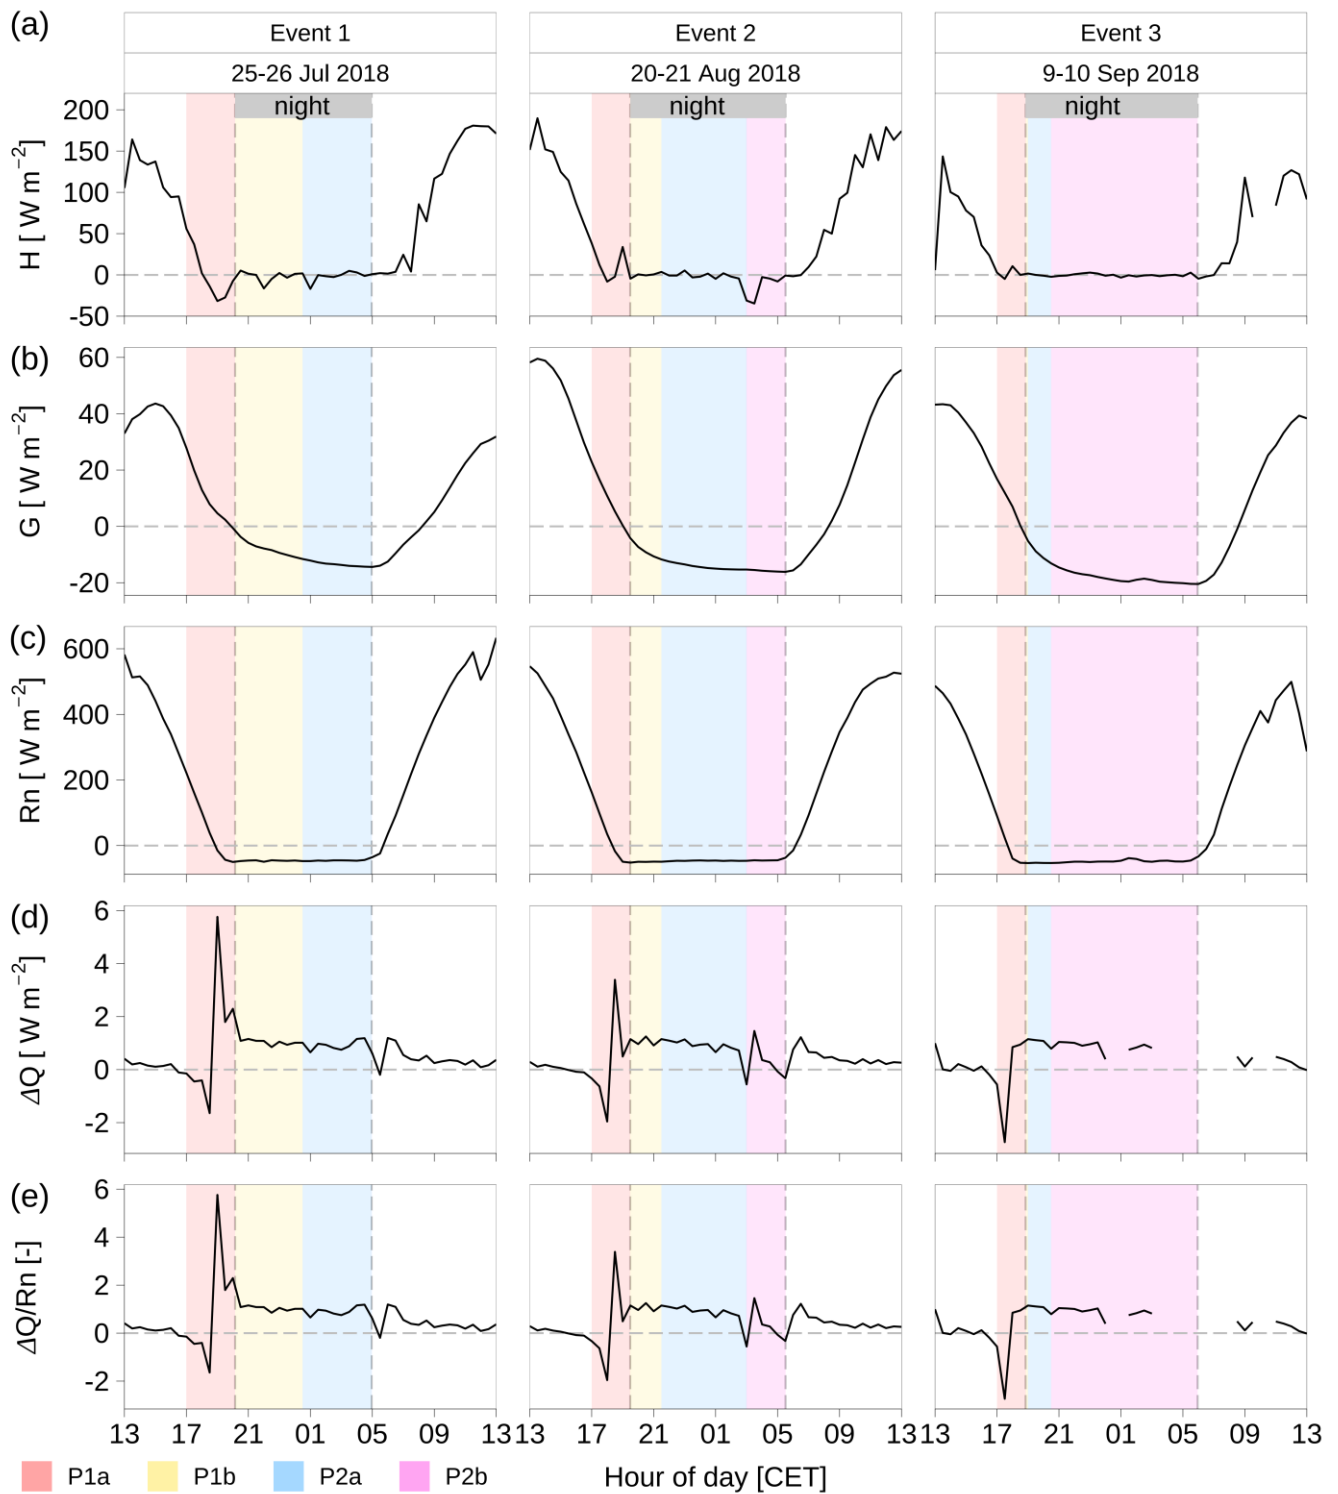 (a)
Event 1 Event 2 Event 3
25-26 Jul 2018 20-21 Aug 2018 9-10 Sep 2018
night night night
H [ W m⁻²]
200
150
100
50
0
-50
(b)
G [ W m⁻²]
60
40
20
0
-20
(c)
Rn [ W m⁻²]
600
400
200
0
(d)
ΔQ [ W m⁻²]
6
4
2
0
-2
(e)
ΔQ/Rn [-]
6
4
2
0
-2
13 17 21 01 05 09 13 13 17 21 01 05 09 13 13 17 21 01 05 09 13
P1a P1b P2a P2b Hour of day [CET]